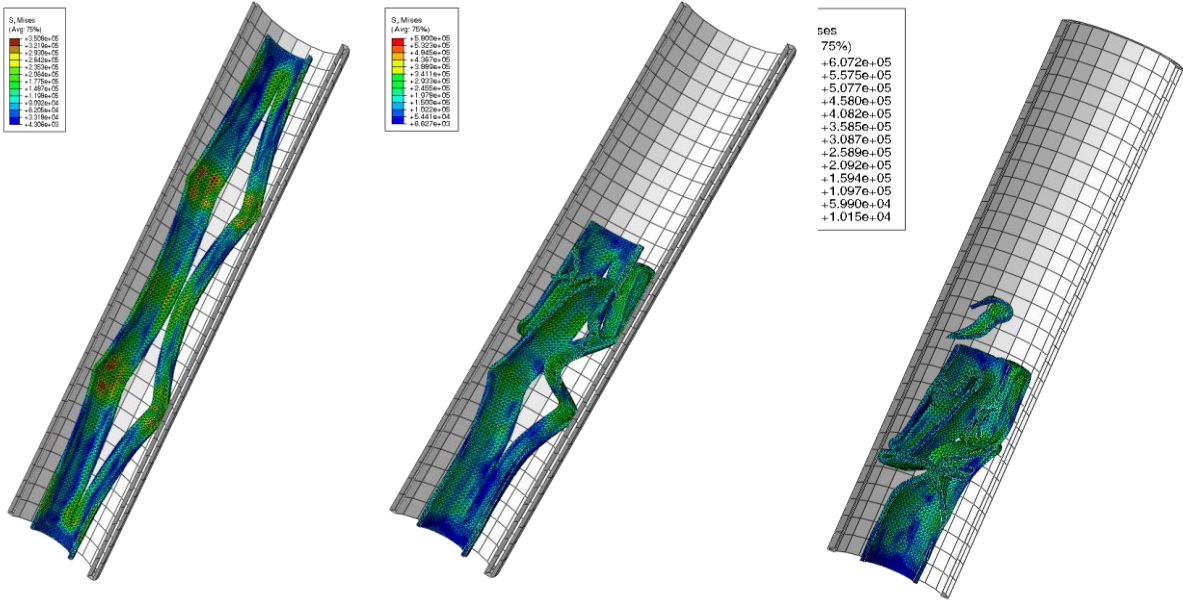 S, Mises
(Avg: 75%)
+3.508e+05
+3.219e+05
+2.930e+05
+2.642e+05
+2.353e+05
+2.064e+05
+1.775e+05
+1.487e+05
+1.198e+05
+9.092e+04
+6.205e+04
+3.318e+04
+4.306e+03
S, Mises
(Avg: 75%)
+5.800e+05
+5.323e+05
+4.845e+05
+4.367e+05
+3.889e+05
+3.411e+05
+2.933e+05
+2.455e+05
+1.978e+05
+1.500e+05
+1.022e+05
+5.441e+04
+6.627e+03
ses
75%)
+6.072e+05
+5.575e+05
+5.077e+05
+4.580e+05
+4.082e+05
+3.585e+05
+3.087e+05
+2.589e+05
+2.092e+05
+1.594e+05
+1.097e+05
+5.990e+04
+1.015e+04